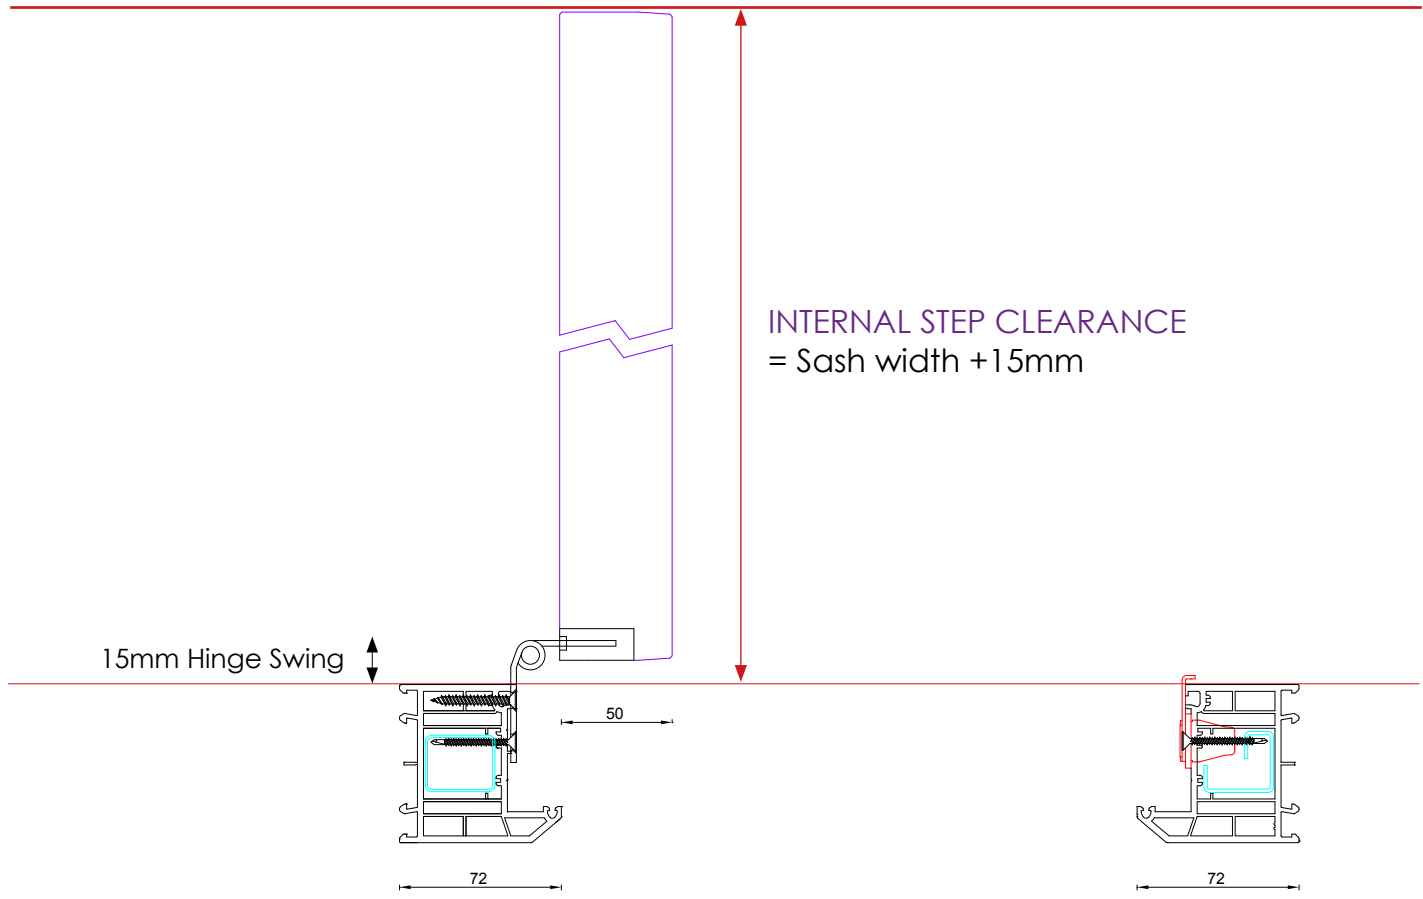 INTERNAL STEP CLEARANCE
= Sash width +15mm
15mm Hinge Swing
50
72
72